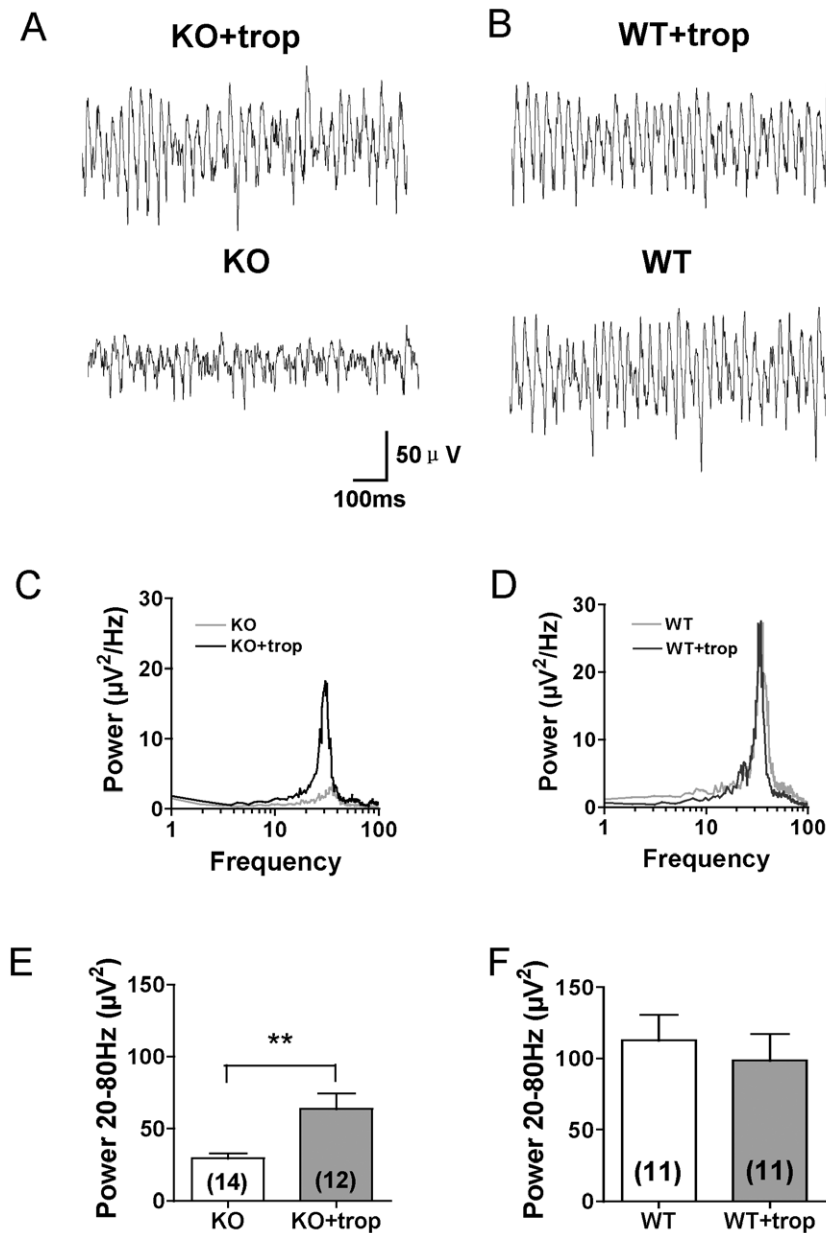 A
KO+trop
B
WT+trop
KO
WT
50 μ V
100ms
C
Power (μV²/Hz)
30
20
10
0
KO
KO+trop
1
10
100
Frequency
D
Power (μV²/Hz)
30
20
10
0
WT
WT+trop
1
10
100
Frequency
E
Power 20-80Hz (μV²)
150
100
50
0
**
(14)
(12)
KO
KO+trop
F
Power 20-80Hz (μV²)
150
100
50
0
(11)
(11)
WT
WT+trop